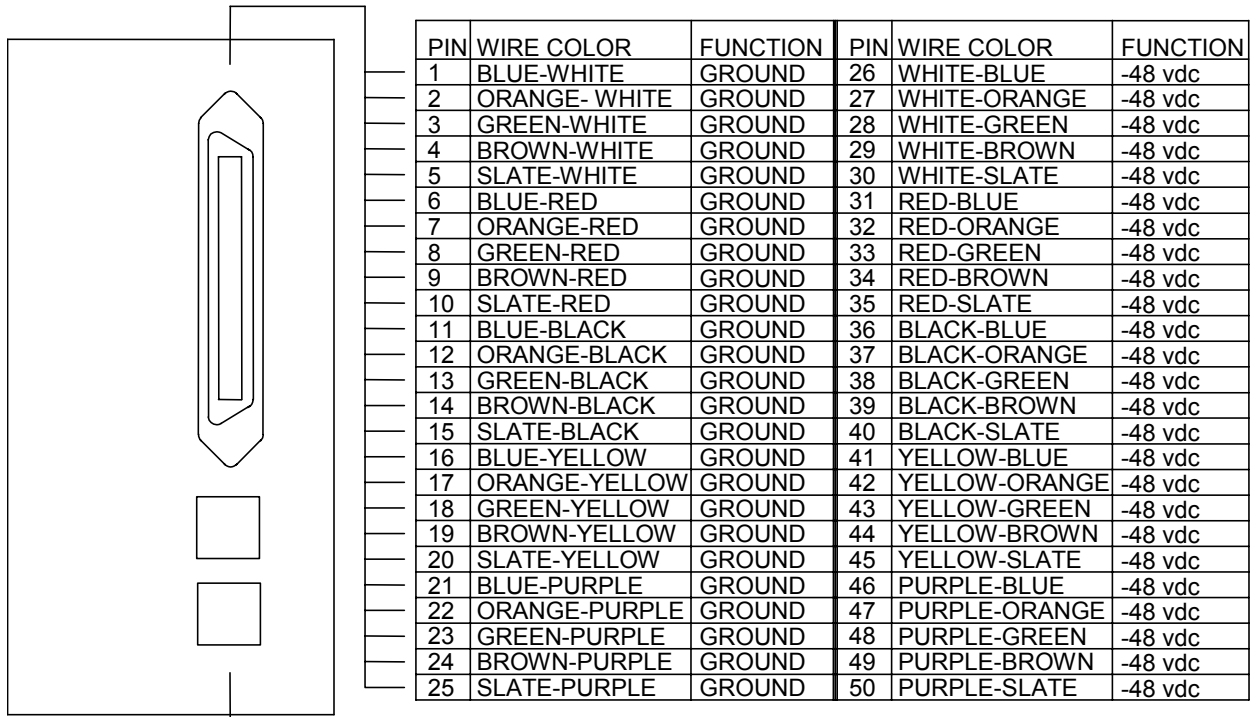 PIN WIRE COLOR FUNCTION PIN WIRE COLOR FUNCTION
1 BLUE-WHITE GROUND 26 WHITE-BLUE -48 vdc
2 ORANGE- WHITE GROUND 27 WHITE-ORANGE -48 vdc
3 GREEN-WHITE GROUND 28 WHITE-GREEN -48 vdc
4 BROWN-WHITE GROUND 29 WHITE-BROWN -48 vdc
5 SLATE-WHITE GROUND 30 WHITE-SLATE -48 vdc
6 BLUE-RED GROUND 31 RED-BLUE -48 vdc
7 ORANGE-RED GROUND 32 RED-ORANGE -48 vdc
8 GREEN-RED GROUND 33 RED-GREEN -48 vdc
9 BROWN-RED GROUND 34 RED-BROWN -48 vdc
10 SLATE-RED GROUND 35 RED-SLATE -48 vdc
11 BLUE-BLACK GROUND 36 BLACK-BLUE -48 vdc
12 ORANGE-BLACK GROUND 37 BLACK-ORANGE -48 vdc
13 GREEN-BLACK GROUND 38 BLACK-GREEN -48 vdc
14 BROWN-BLACK GROUND 39 BLACK-BROWN -48 vdc
15 SLATE-BLACK GROUND 40 BLACK-SLATE -48 vdc
16 BLUE-YELLOW GROUND 41 YELLOW-BLUE -48 vdc
17 ORANGE-YELLOW GROUND 42 YELLOW-ORANGE -48 vdc
18 GREEN-YELLOW GROUND 43 YELLOW-GREEN -48 vdc
19 BROWN-YELLOW GROUND 44 YELLOW-BROWN -48 vdc
20 SLATE-YELLOW GROUND 45 YELLOW-SLATE -48 vdc
21 BLUE-PURPLE GROUND 46 PURPLE-BLUE -48 vdc
22 ORANGE-PURPLE GROUND 47 PURPLE-ORANGE -48 vdc
23 GREEN-PURPLE GROUND 48 PURPLE-GREEN -48 vdc
24 BROWN-PURPLE GROUND 49 PURPLE-BROWN -48 vdc
25 SLATE-PURPLE GROUND 50 PURPLE-SLATE -48 vdc